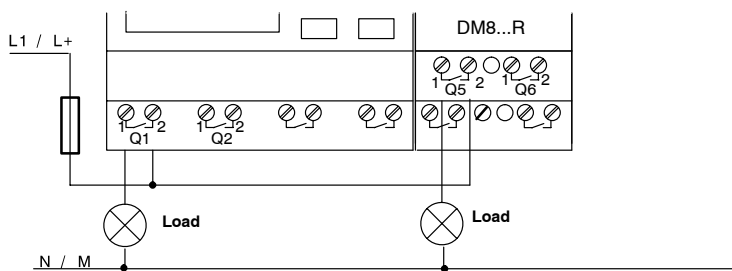 DM8...R
L1 / L+
1 2 1 2
Q5 Q6
1 2 1 2
Q1 Q2
Load Load
N / M